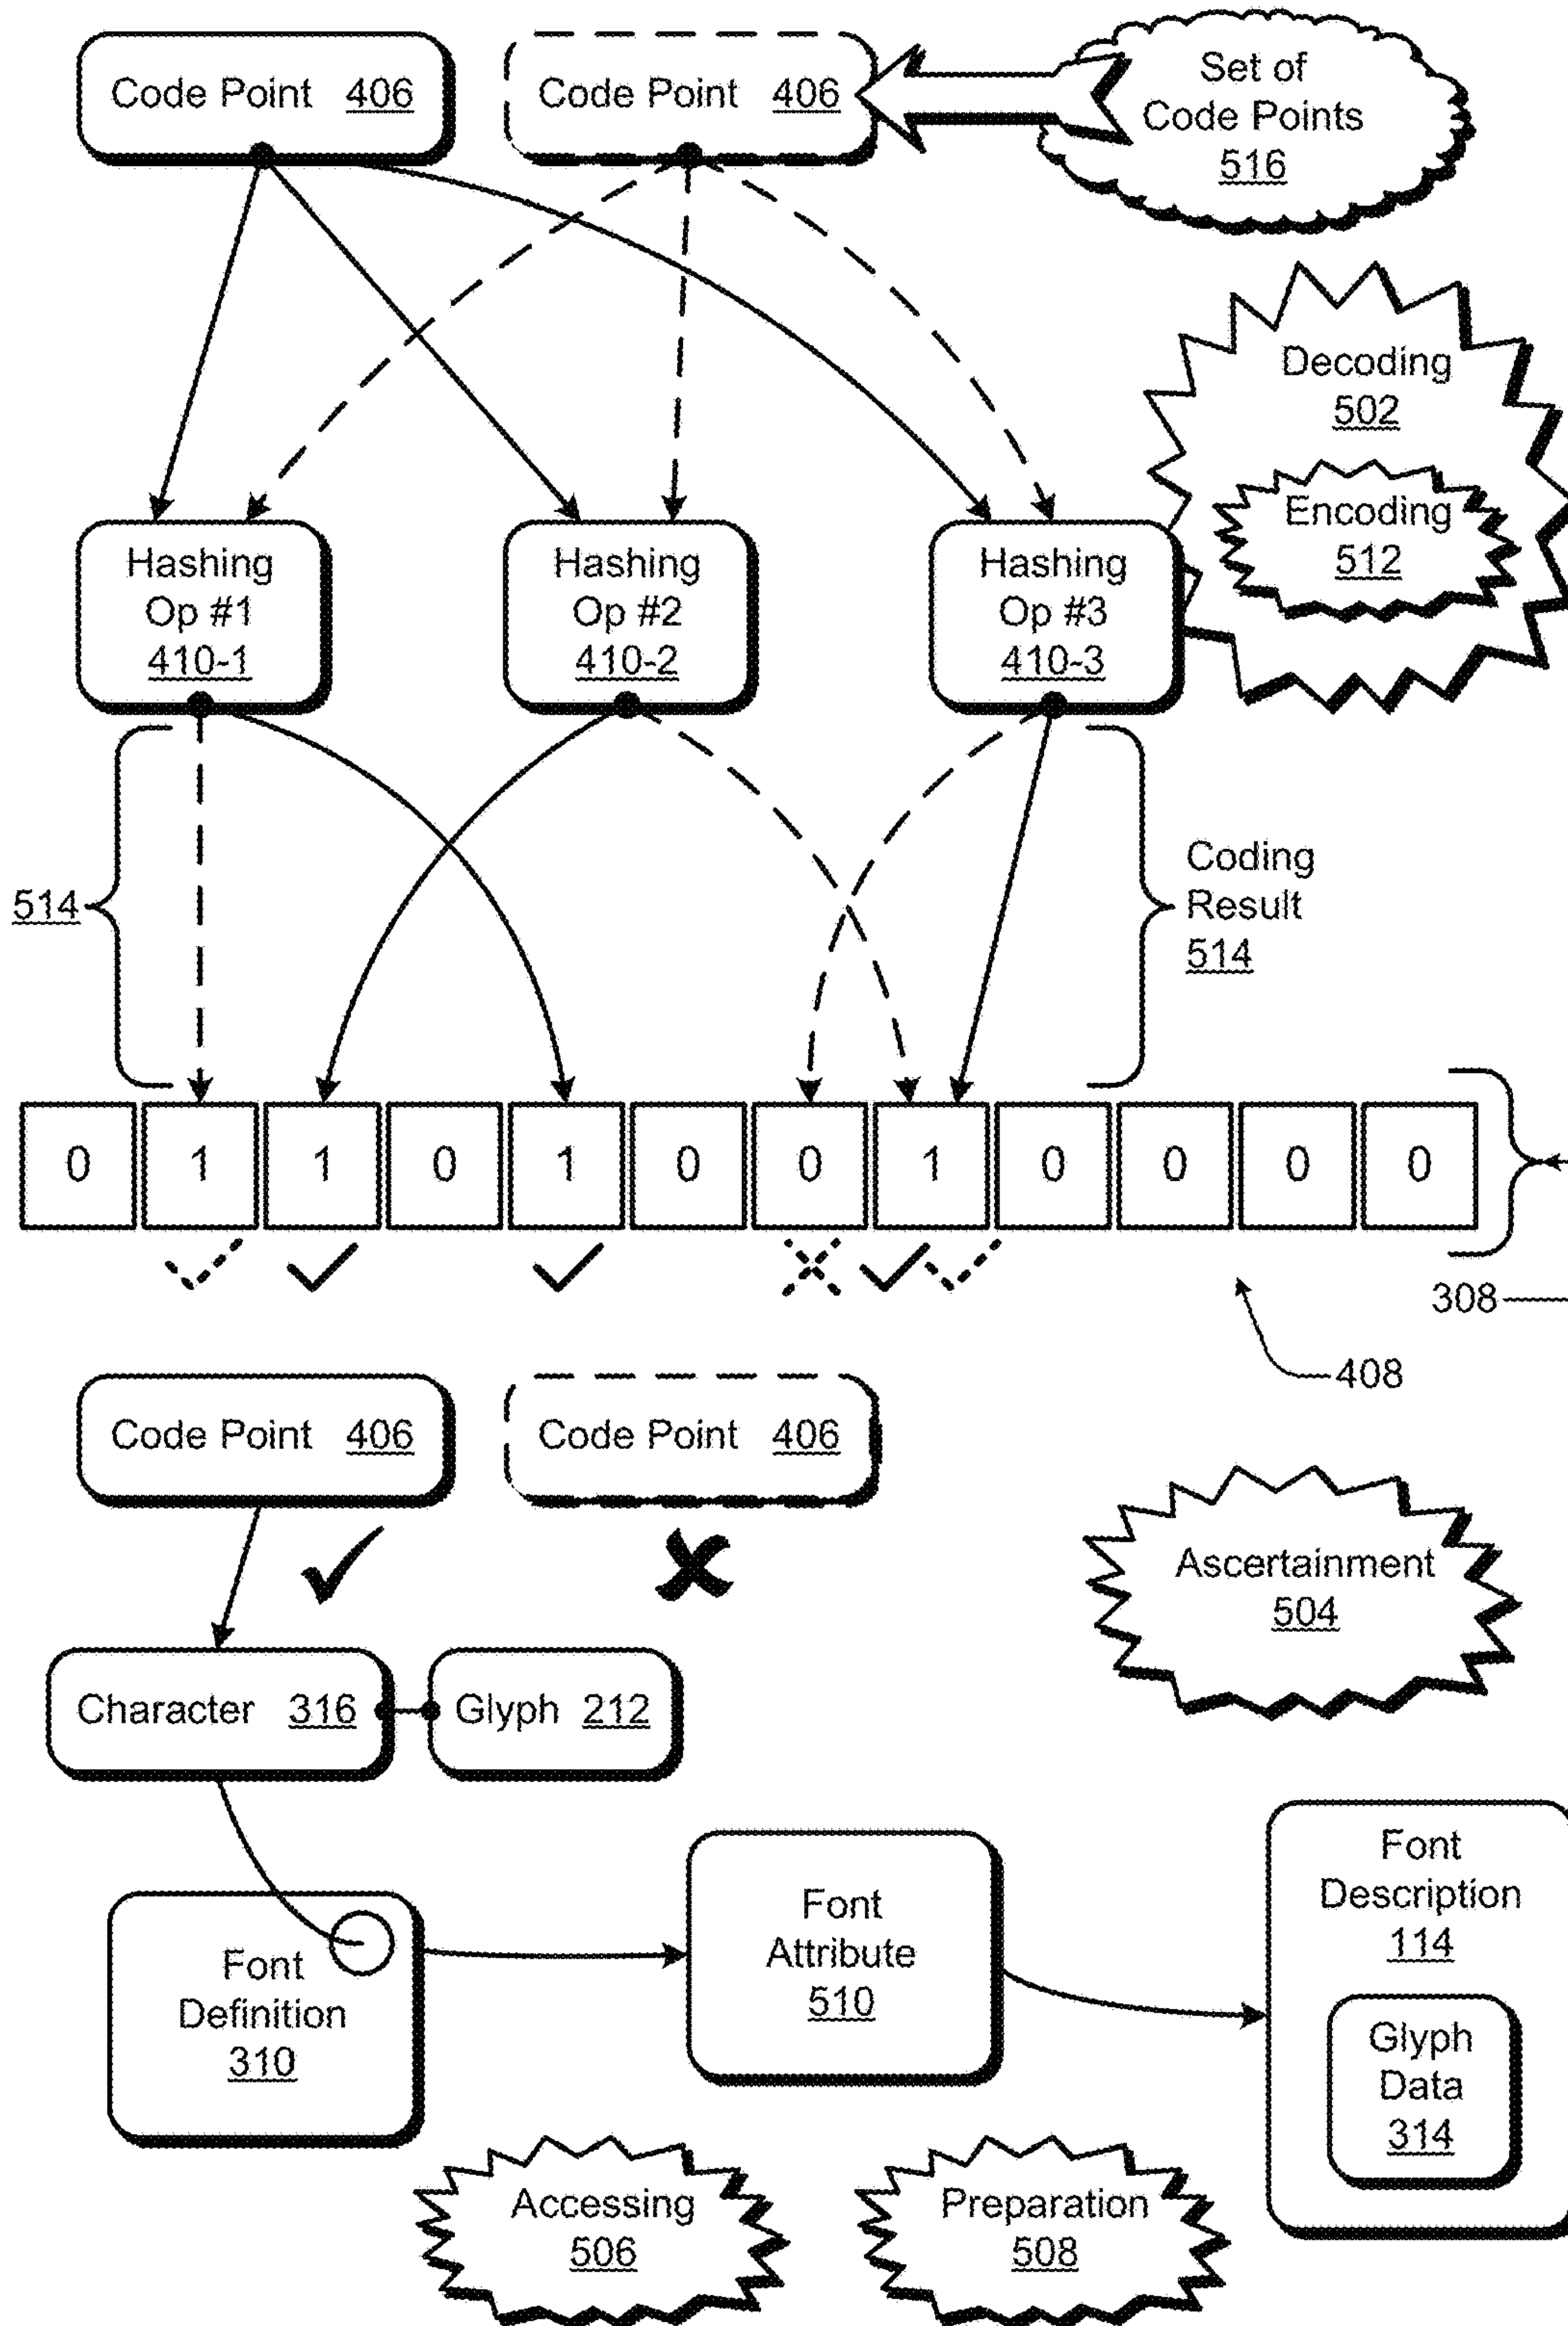 Code Point 406
Code Point 406
Set of
Code Points
516
Decoding
502
Encoding
512
Hashing
Op #1
410-1
Hashing
Op #2
410-2
Hashing
Op #3
410-3
514
Coding
Result
514
0 1 1 0 1 0 0 1 0 0 0 0
308
408
Code Point 406
Code Point 406
Ascertainment
504
Character 316
Glyph 212
Font
Definition
310
Font
Attribute
510
Font
Description
114
Glyph
Data
314
Accessing
506
Preparation
508